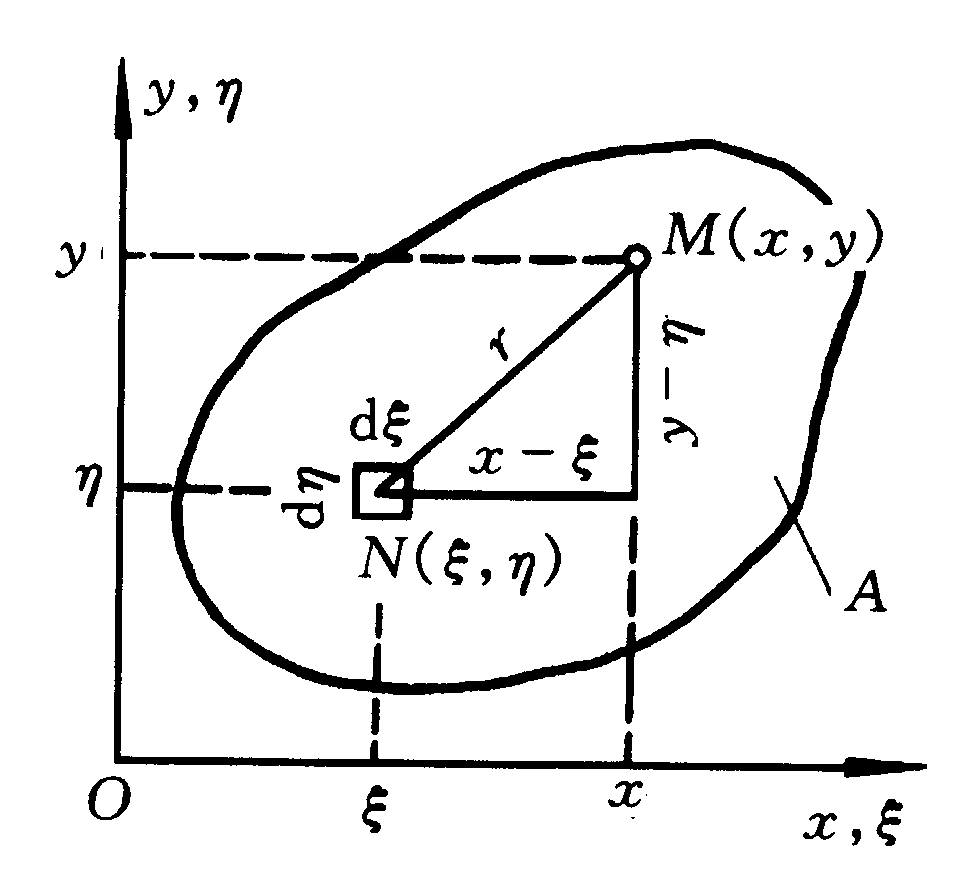 y, η
M(x, y)
y
r
y − η
dξ
x − ξ
η
dη
N(ξ, η)
A
O
ξ
x
x, ξ